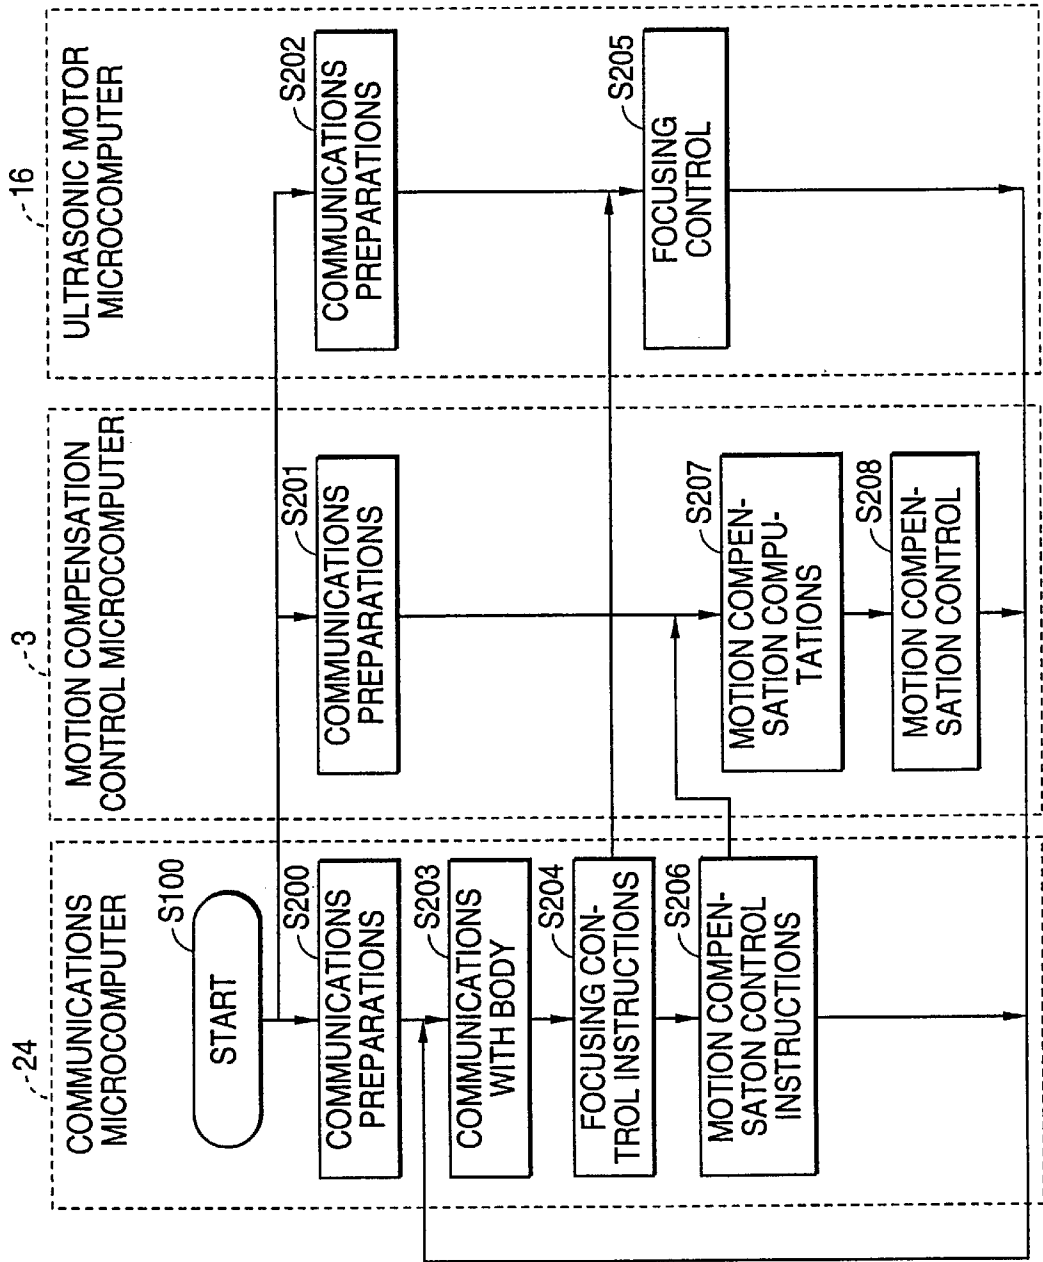 24
COMMUNICATIONS
MICROCOMPUTER
START
S100
COMMUNICATIONS
PREPARATIONS
S200
COMMUNICATIONS
WITH BODY
S203
FOCUSING CON-
TROL INSTRUCTIONS
S204
MOTION COMPEN-
SATON CONTROL
INSTRUCTIONS
S206
3
MOTION COMPENSATION
CONTROL MICROCOMPUTER
COMMUNICATIONS
PREPARATIONS
S201
MOTION COMPEN-
SATION COMPU-
TATIONS
S207
MOTION COMPEN-
SATION CONTROL
S208
16
ULTRASONIC MOTOR
MICROCOMPUTER
COMMUNICATIONS
PREPARATIONS
S202
FOCUSING
CONTROL
S205